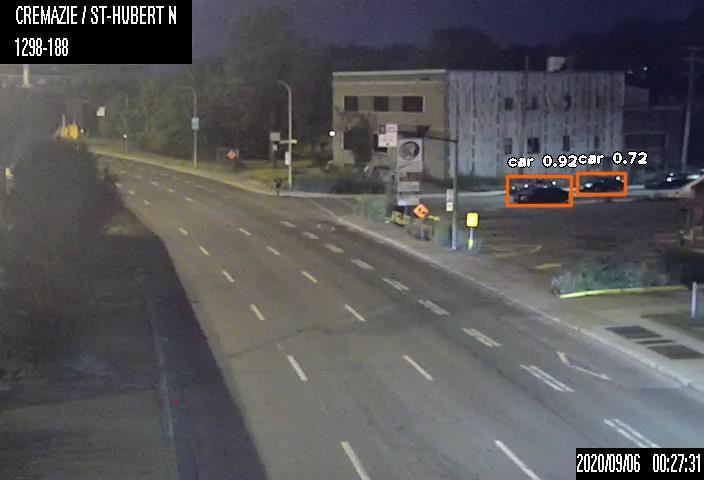 CREMAZIE / ST-HUBERT N
1298-188
car 0.92
car 0.72
2020/09/06 00:27:31